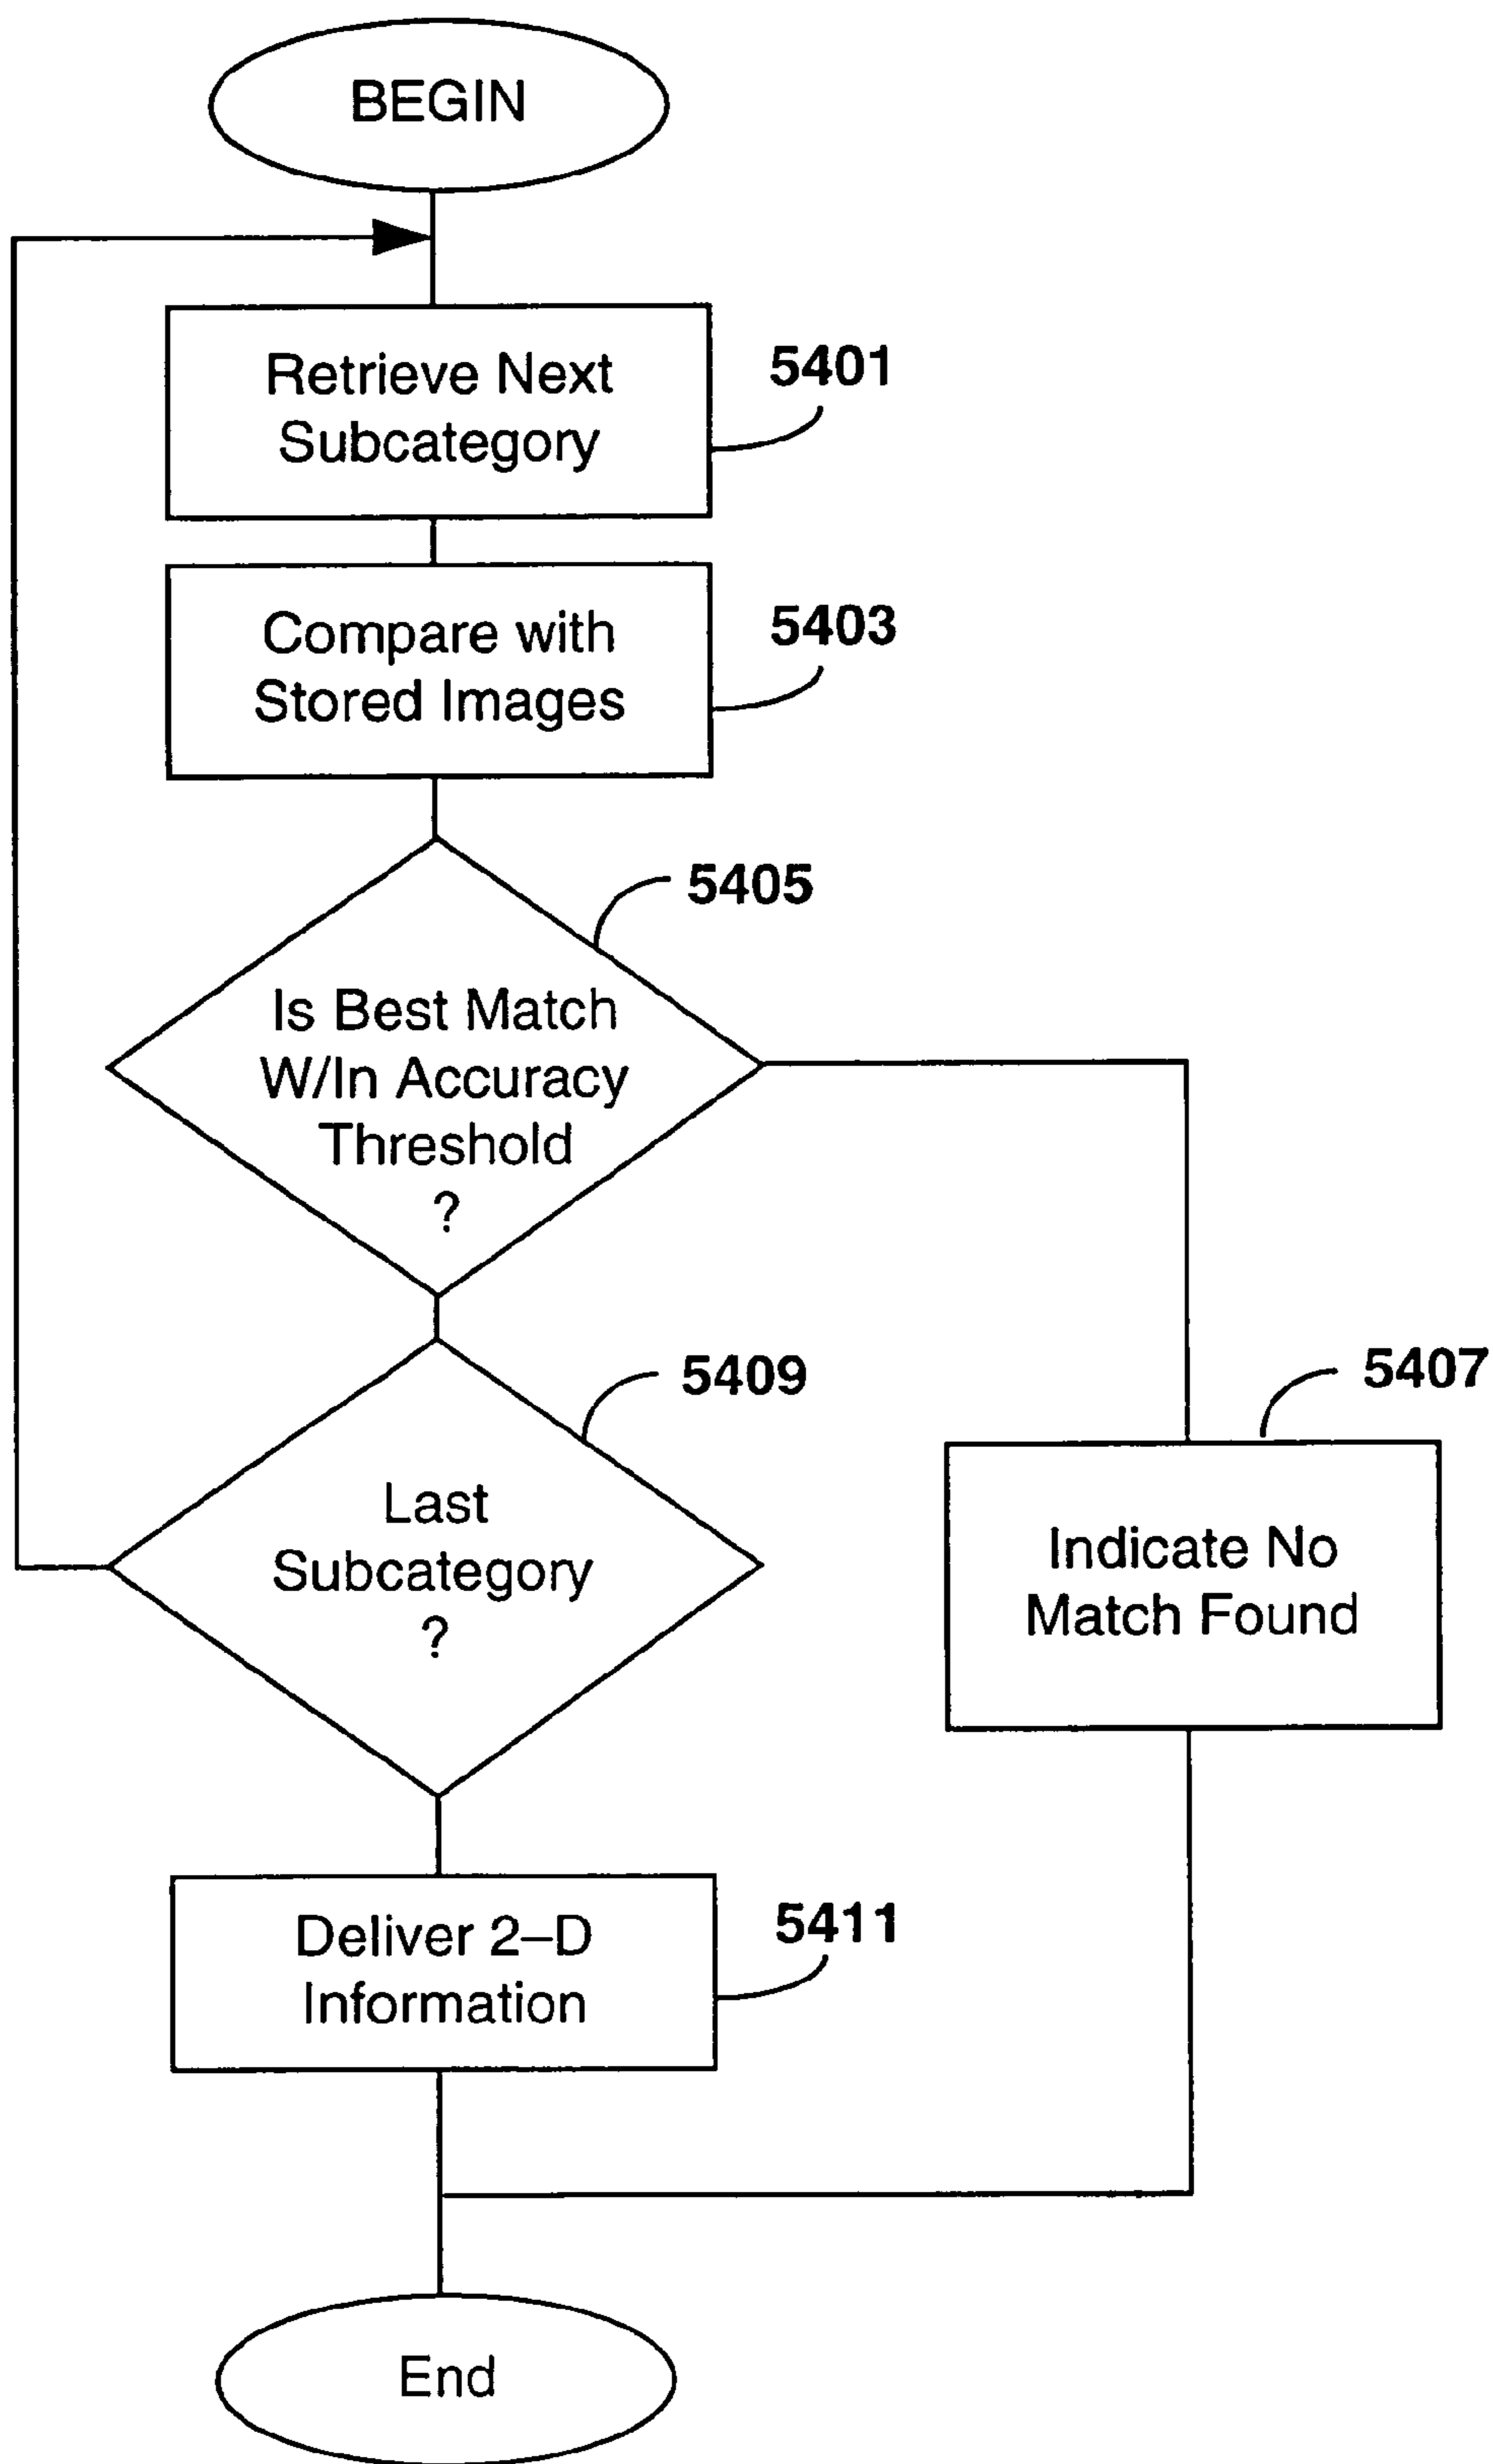 BEGIN
Retrieve Next
Subcategory
5401
Compare with
Stored Images
5403
5405
Is Best Match
W/In Accuracy
Threshold
?
5409
Last
Subcategory
?
5407
Indicate No
Match Found
Deliver 2–D
Information
5411
End